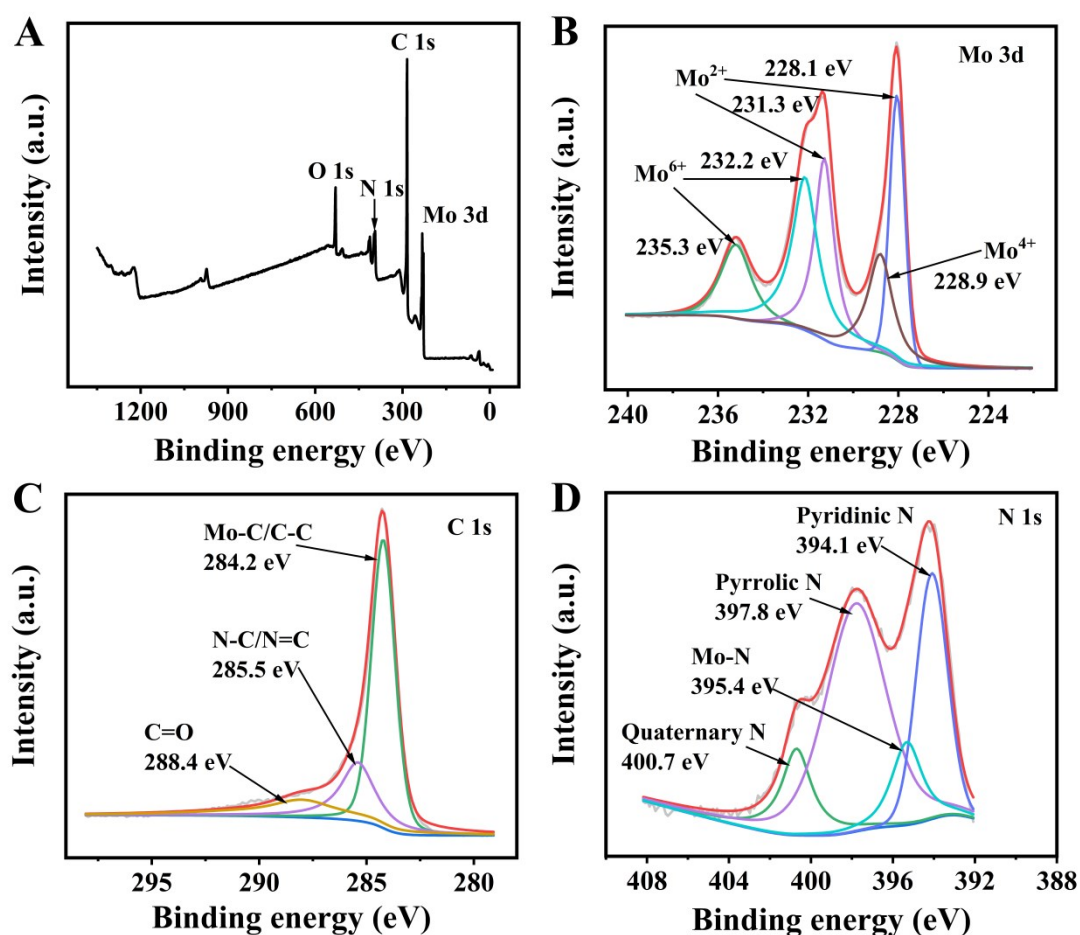 A
C 1s
O 1s
N 1s
Mo 3d
Intensity (a.u.)
1200
600
300
0
Binding energy (eV)
B
Mo 3d
228.1 eV
Mo²⁺
231.3 eV
232.2 eV
Mo⁶⁺
235.3 eV
Mo⁴⁺
228.9 eV
Intensity (a.u.)
240
236
232
228
224
Binding energy (eV)
C
C 1s
Mo-C/C-C
284.2 eV
N-C/N=C
285.5 eV
C=O
288.4 eV
Intensity (a.u.)
295
290
285
280
Binding energy (eV)
D
N 1s
Pyridinic N
394.1 eV
Pyrrolic N
397.8 eV
Mo-N
395.4 eV
Quaternary N
400.7 eV
Intensity (a.u.)
408
404
400
396
392
388
Binding energy (eV)